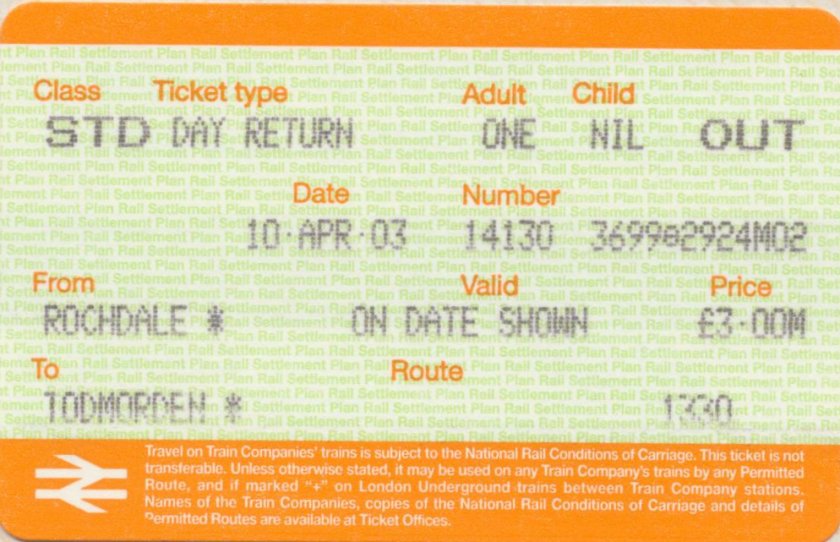 Class Ticket type Adult Child
STD DAY RETURN ONE NIL OUT
Date Number
10·APR·03 14130 3699 2924M02
From Valid Price
ROCHDALE * ON DATE SHOWN £3·00M
To Route
TODMORDEN * 1330
Travel on Train Companies' trains is subject to the National Rail Conditions of Carriage. This ticket is not
transferable. Unless otherwise stated, it may be used on any Train Company's trains by any Permitted
Route, and if marked "+" on London Underground trains between Train Company stations.
Names of the Train Companies, copies of the National Rail Conditions of Carriage and details of
Permitted Routes are available at Ticket Offices.